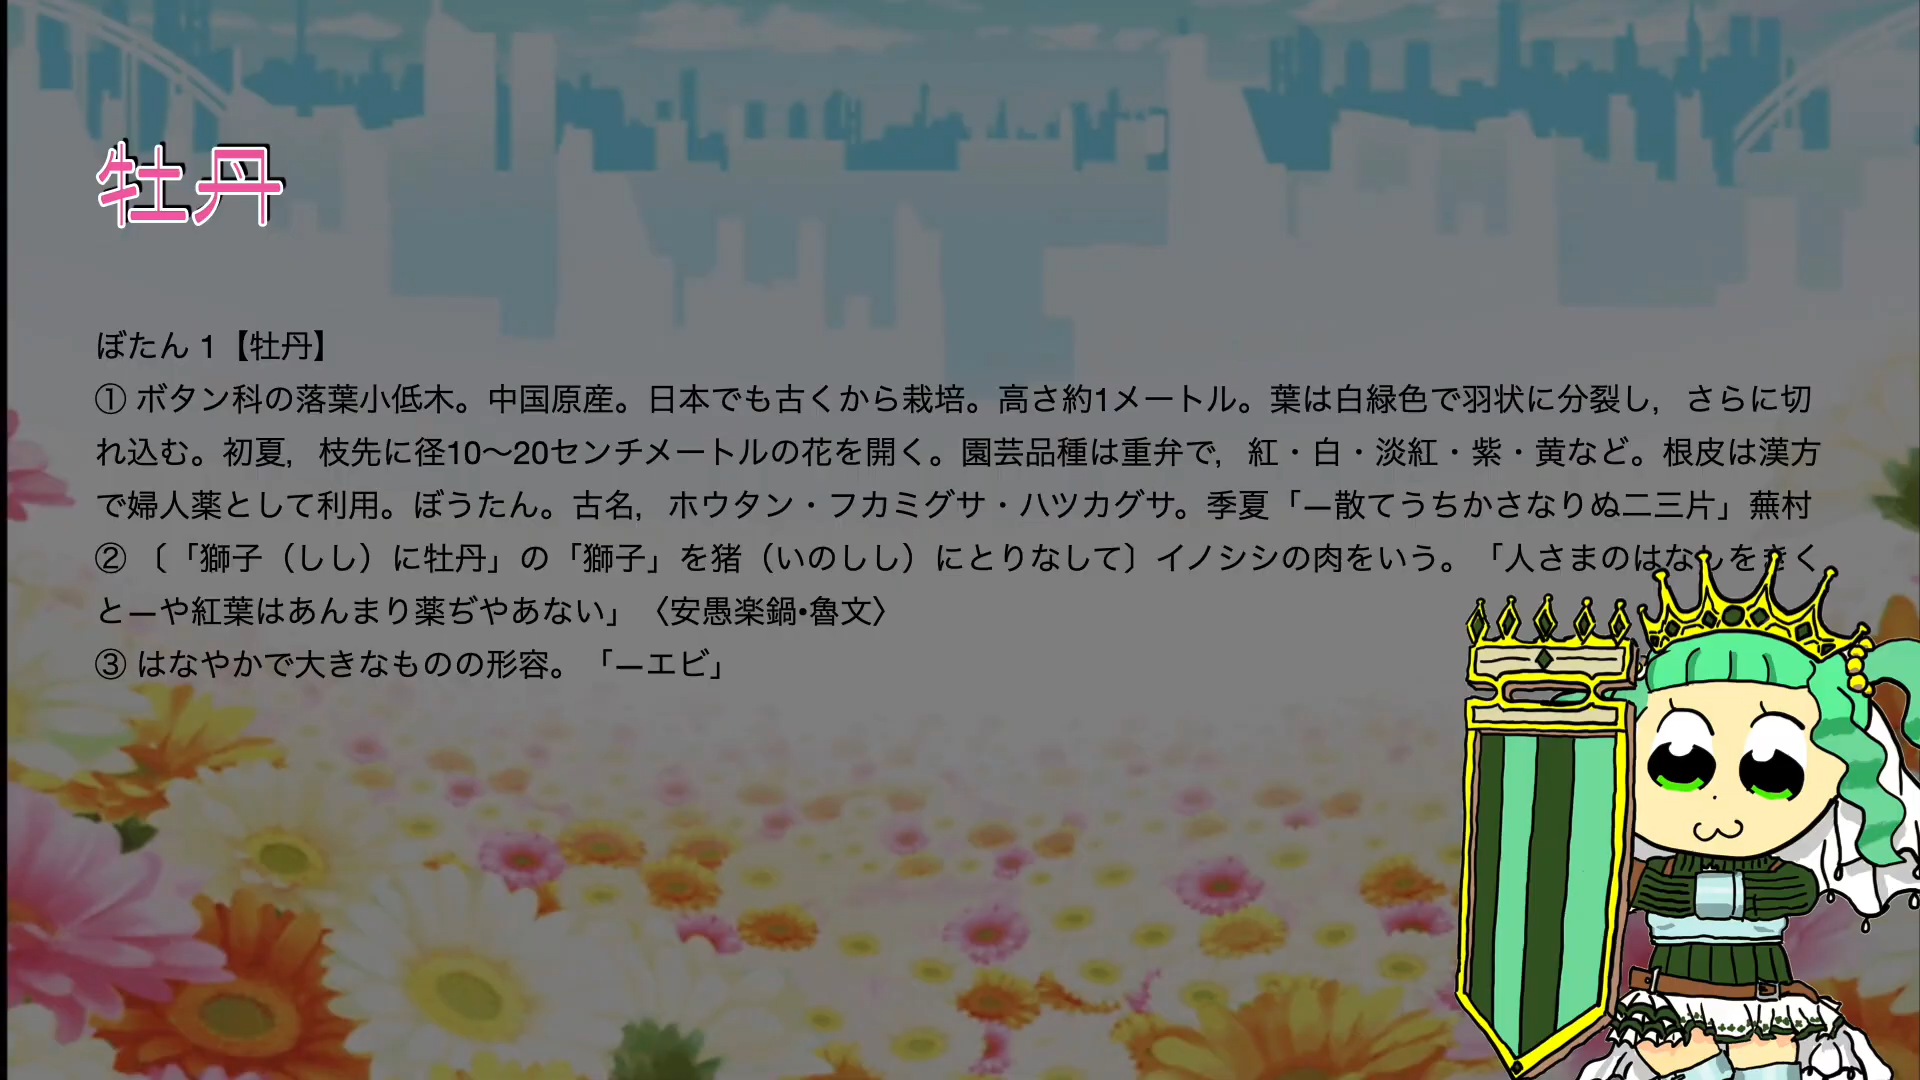 牡丹
ぼたん 1【牡丹】
① ボタン科の落葉小低木。中国原産。日本でも古くから栽培。高さ約1メートル。葉は白緑色で羽状に分裂し，さらに切
れ込む。初夏，枝先に径10〜20センチメートルの花を開く。園芸品種は重弁で，紅・白・淡紅・紫・黄など。根皮は漢方
で婦人薬として利用。ぼうたん。古名，ホウタン・フカミグサ・ハツカグサ。季夏「—散てうちかさなりぬ二三片」蕪村
② 〔「獅子（しし）に牡丹」の「獅子」を猪（いのしし）にとりなして〕イノシシの肉をいう。「人さまのはなしをきく
と—や紅葉はあんまり薬ぢやあない」〈安愚楽鍋•魯文〉
③ はなやかで大きなものの形容。「—エビ」